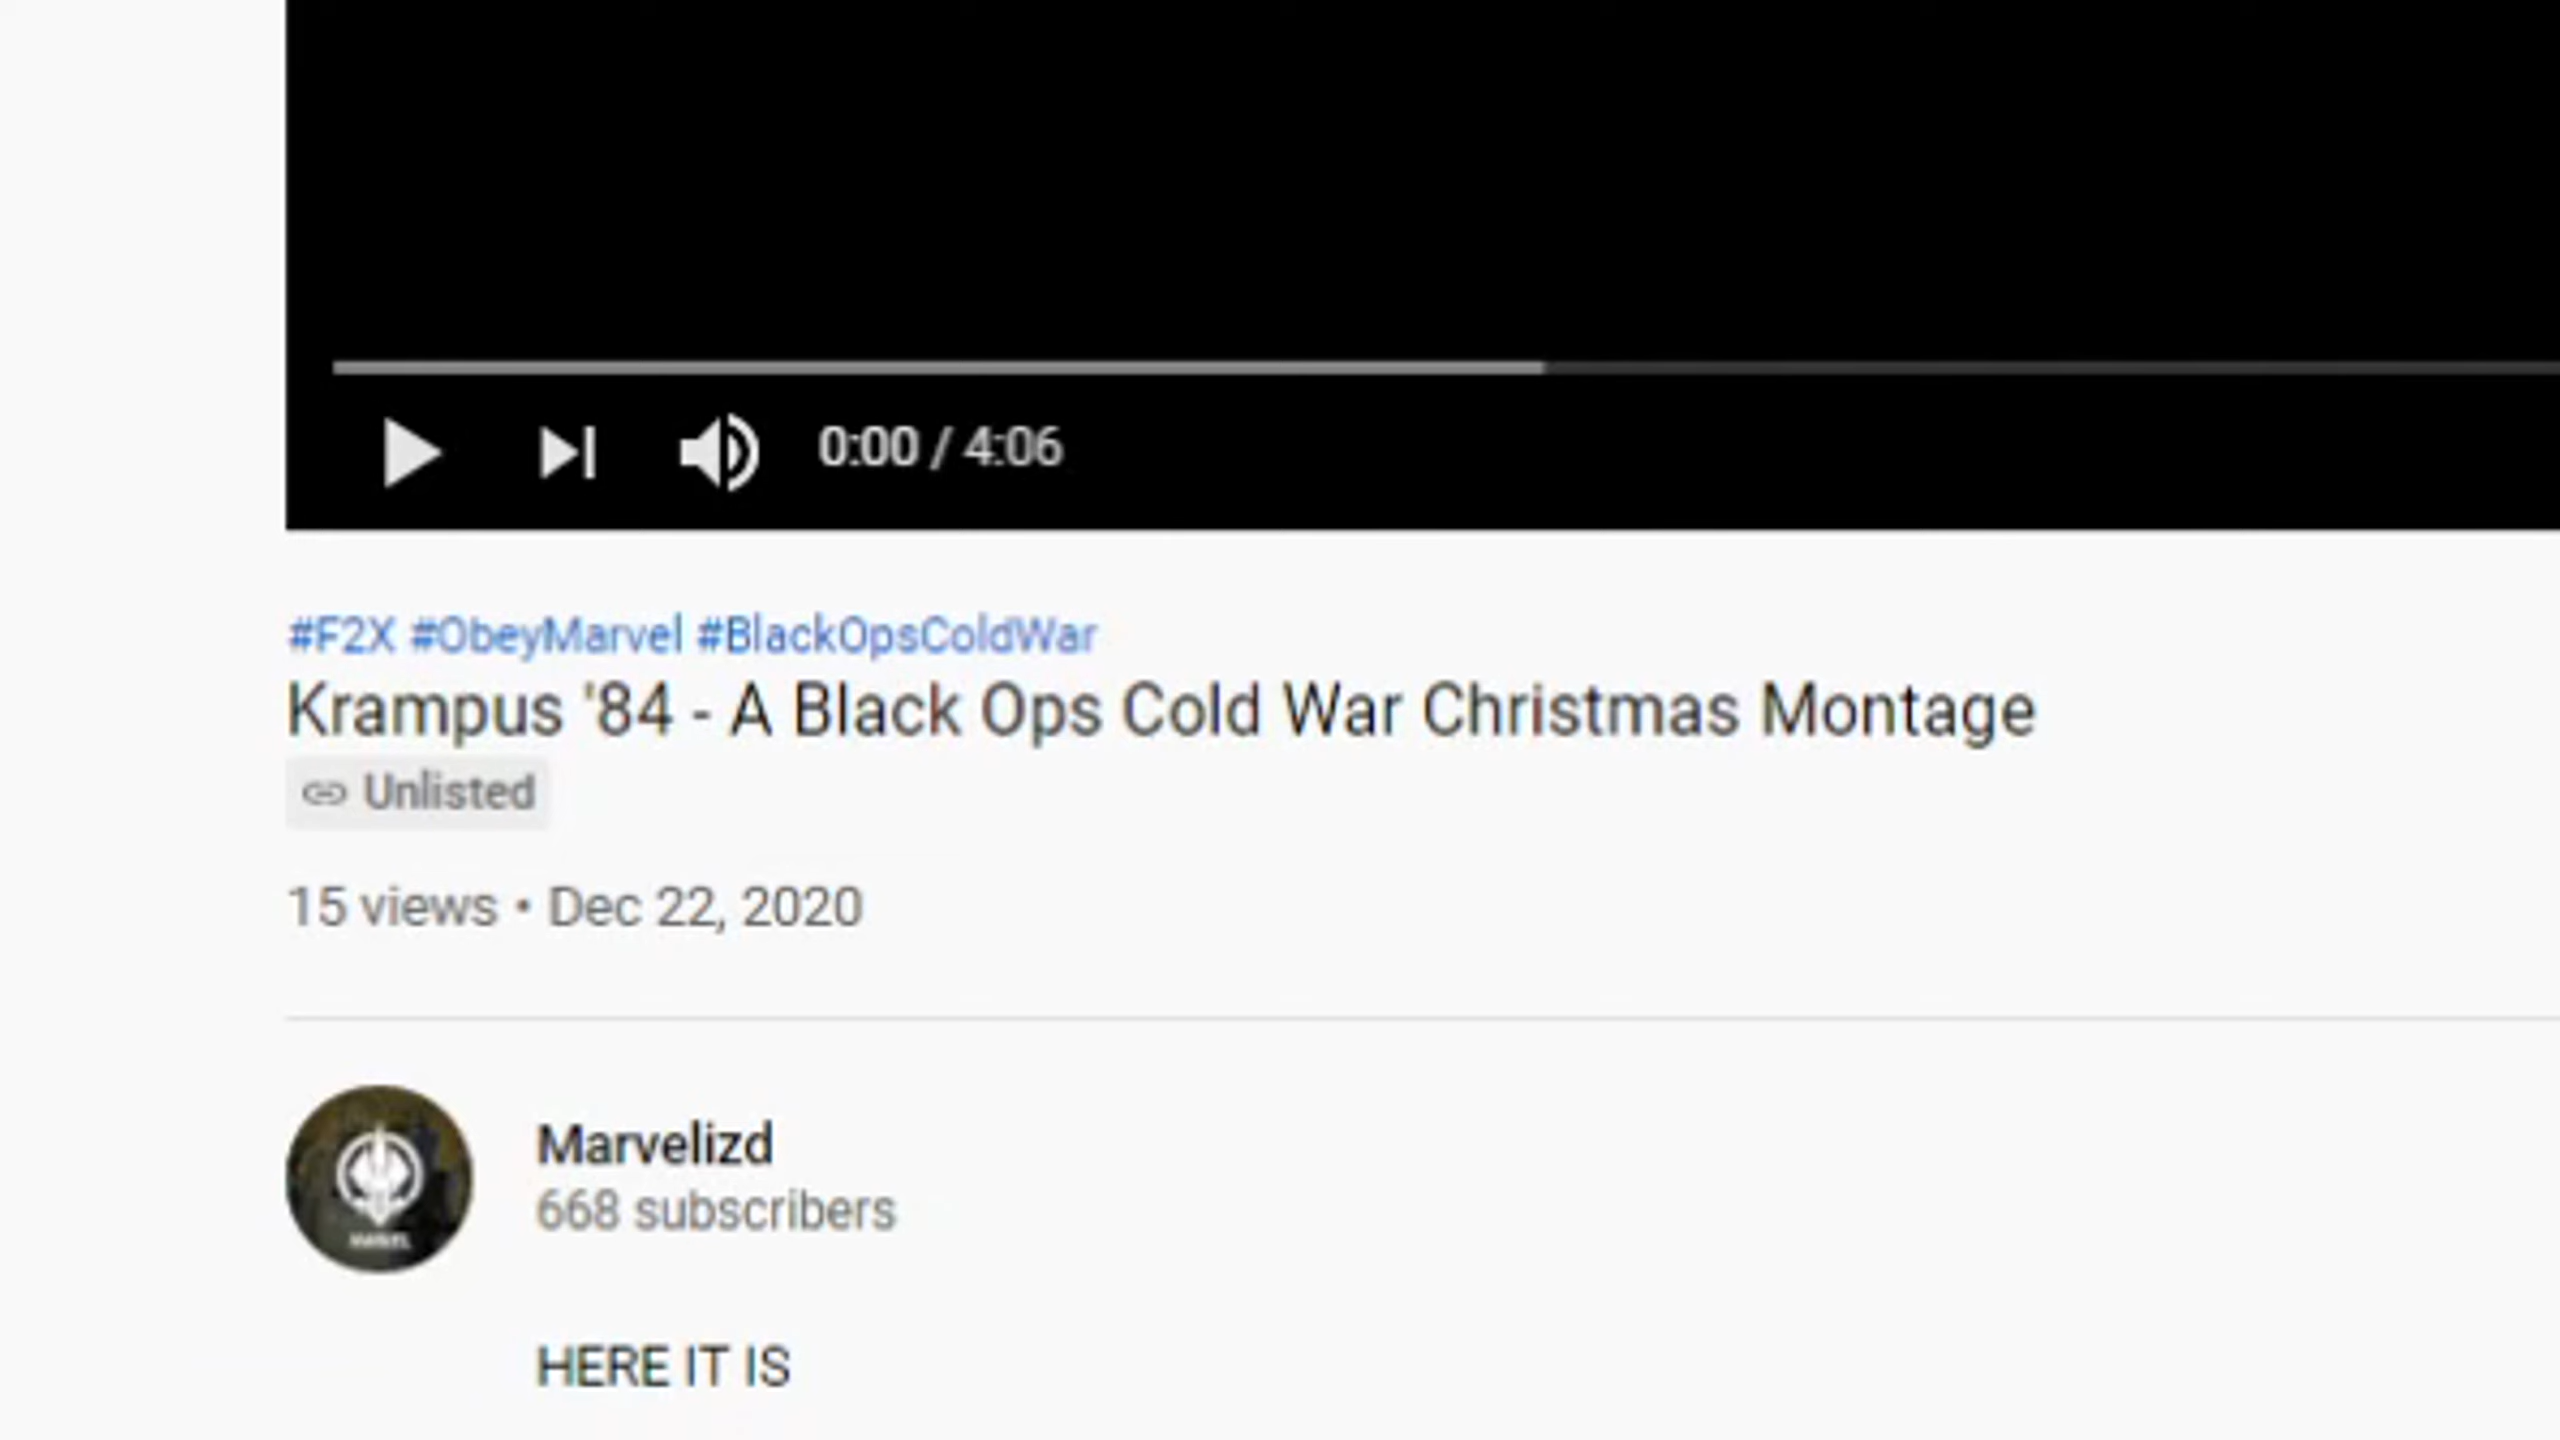 0:00 / 4:06
#F2X #ObeyMarvel #BlackOpsColdWar
Krampus '84 - A Black Ops Cold War Christmas Montage
Unlisted
15 views • Dec 22, 2020
Marvelizd
668 subscribers
HERE IT IS